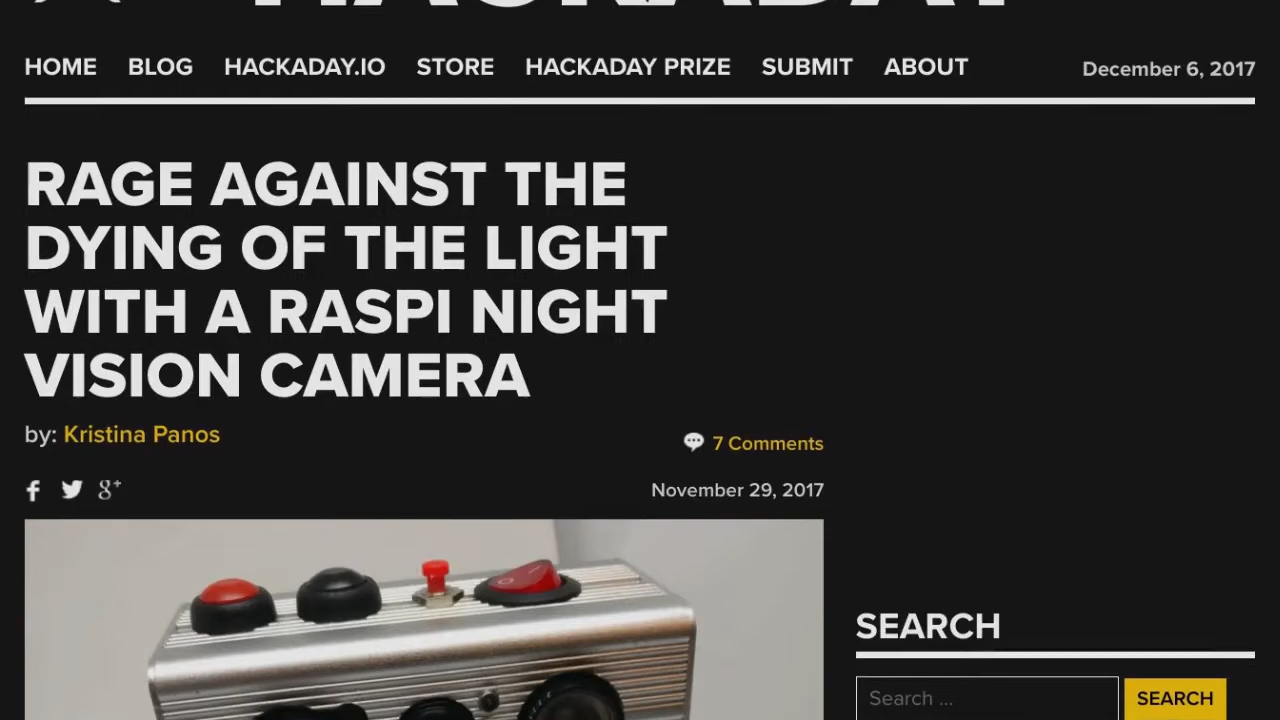 HACKADAY
HOME BLOG HACKADAY.IO STORE HACKADAY PRIZE SUBMIT ABOUT December 6, 2017
RAGE AGAINST THE
DYING OF THE LIGHT
WITH A RASPI NIGHT
VISION CAMERA
by: Kristina Panos
7 Comments
November 29, 2017
SEARCH
Search ... SEARCH